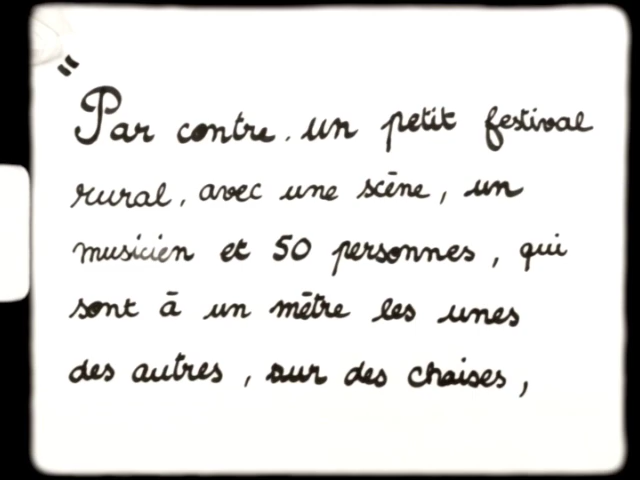 "Par contre. un petit festival
rural, avec une scène, un
musicien et 50 personnes, qui
sont à un mètre les unes
des autres, sur des chaises,